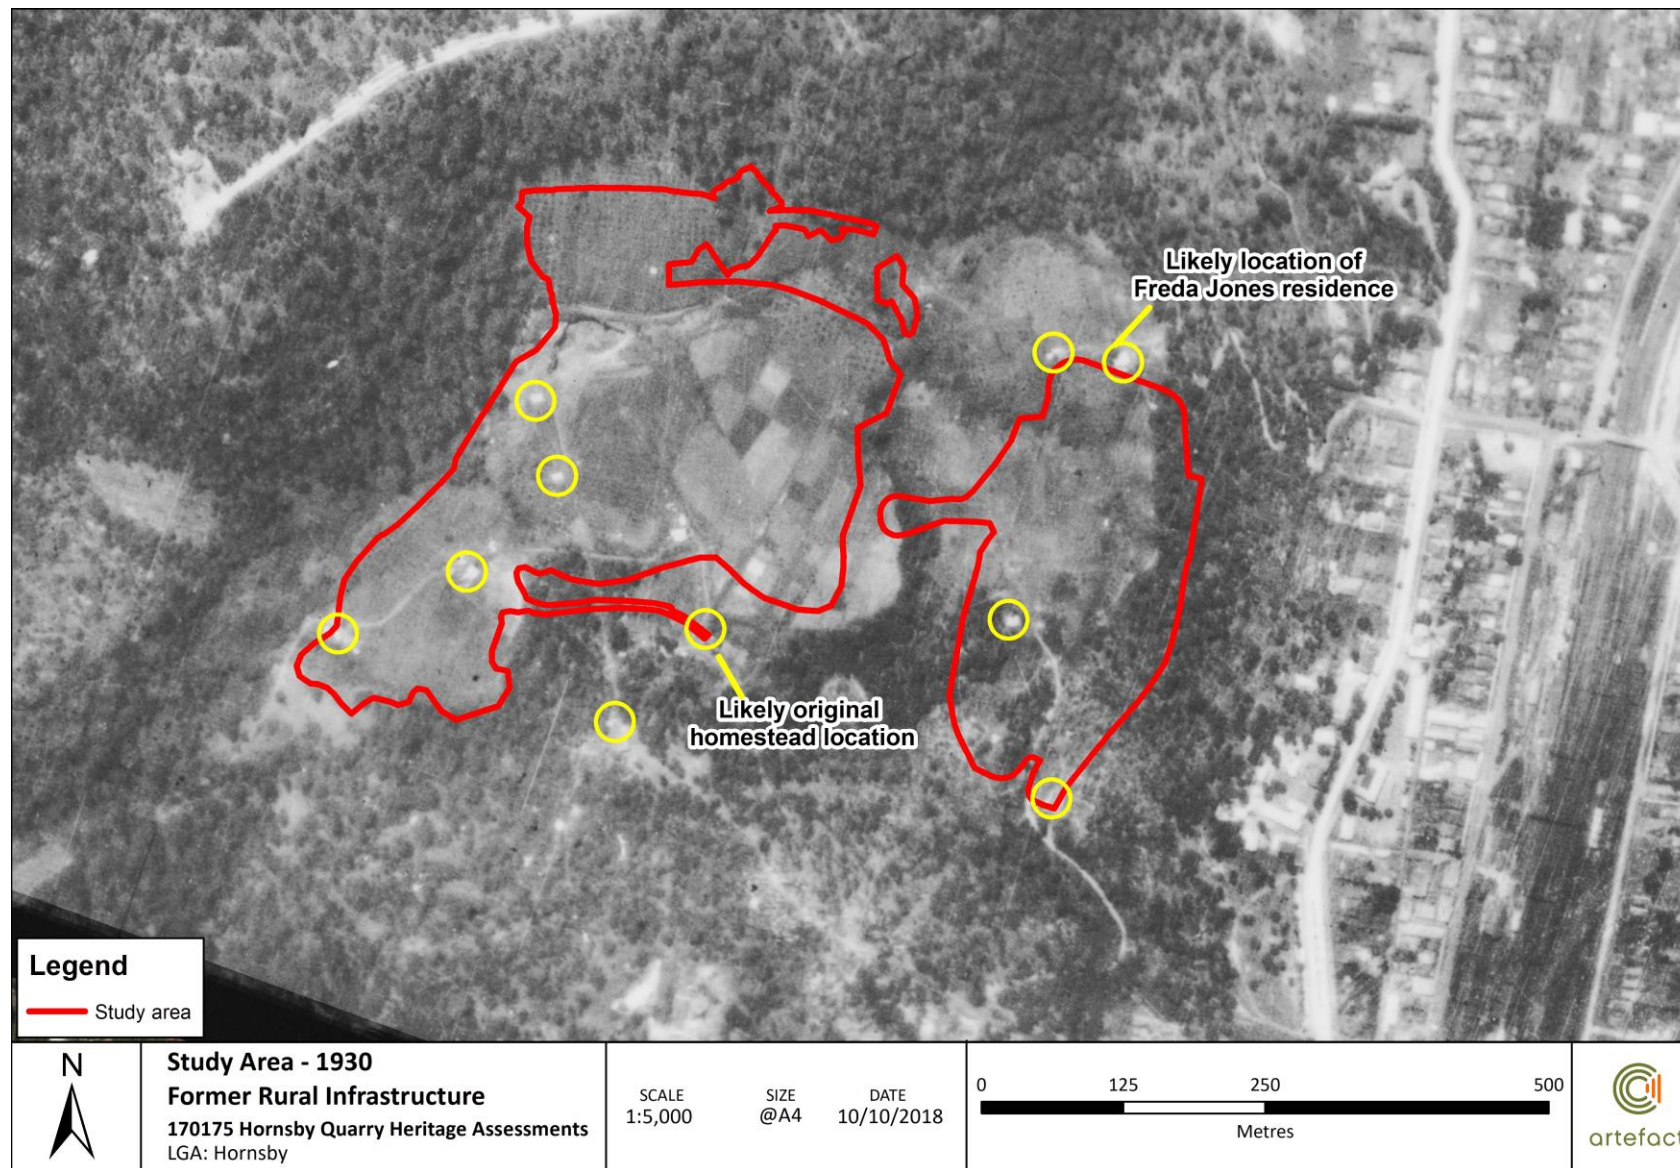 Likely location of
Freda Jones residence
Likely original
homestead location
Legend
Study area
N
Study Area - 1930
Former Rural Infrastructure
170175 Hornsby Quarry Heritage Assessments
LGA: Hornsby
SCALE
1:5,000
SIZE
@A4
DATE
10/10/2018
0 125 250 500
Metres
artefact